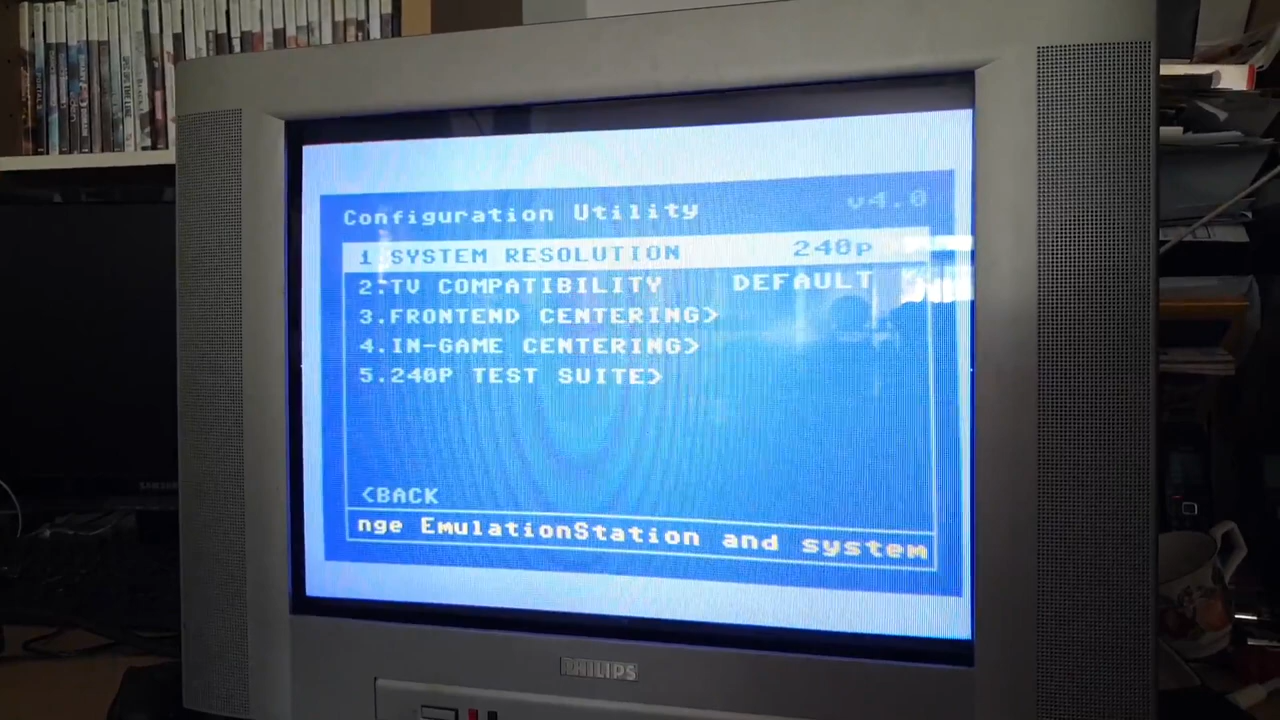 Configuration Utility v4.0
1 SYSTEM RESOLUTION 240p
2.TV COMPATIBILITY DEFAULT
3.FRONTEND CENTERING>
4.IN-GAME CENTERING>
5.240P TEST SUITE>
<BACK
nge EmulationStation and system
PHILIPS